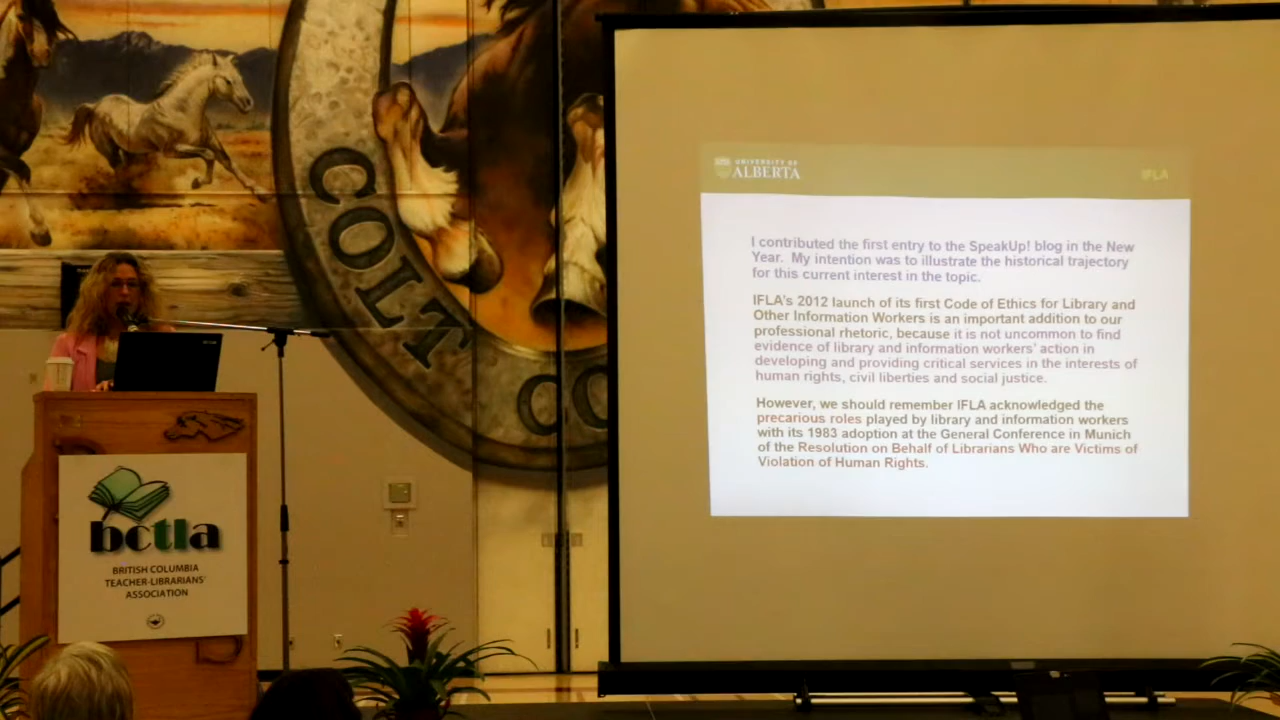 COLT
CO
UNIVERSITY OF
ALBERTA
IFLA
I contributed the first entry to the SpeakUp! blog in the New
Year. My intention was to illustrate the historical trajectory
for this current interest in the topic.
IFLA's 2012 launch of its first Code of Ethics for Library and
Other Information Workers is an important addition to our
professional rhetoric, because it is not uncommon to find
evidence of library and information workers' action in
developing and providing critical services in the interests of
human rights, civil liberties and social justice.
However, we should remember IFLA acknowledged the
precarious roles played by library and information workers
with its 1983 adoption at the General Conference in Munich
of the Resolution on Behalf of Librarians Who are Victims of
Violation of Human Rights.
bctla
BRITISH COLUMBIA
TEACHER-LIBRARIANS'
ASSOCIATION